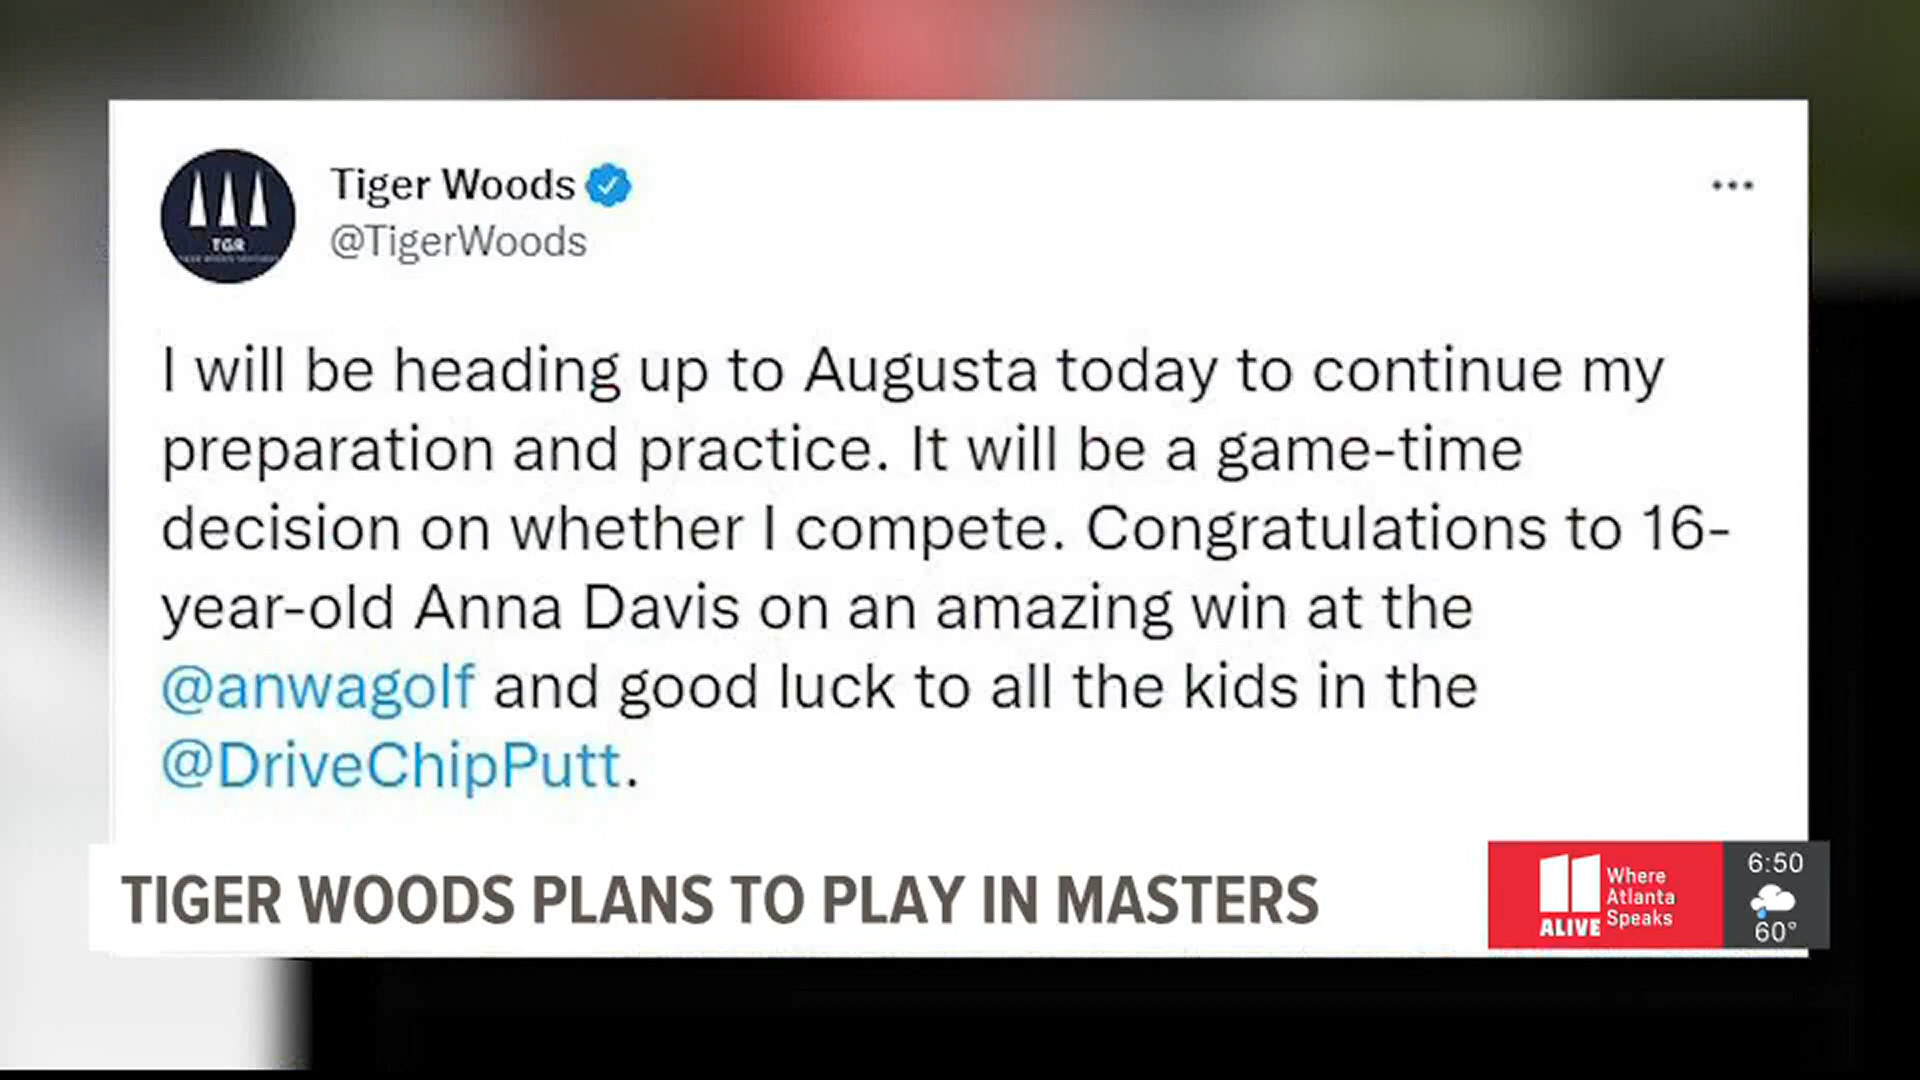 TGR
Tiger Woods
@TigerWoods
I will be heading up to Augusta today to continue my
preparation and practice. It will be a game-time
decision on whether I compete. Congratulations to 16-
year-old Anna Davis on an amazing win at the
@anwagolf and good luck to all the kids in the
@DriveChipPutt.
TIGER WOODS PLANS TO PLAY IN MASTERS
11
ALIVE
Where
Atlanta
Speaks
6:50
60°